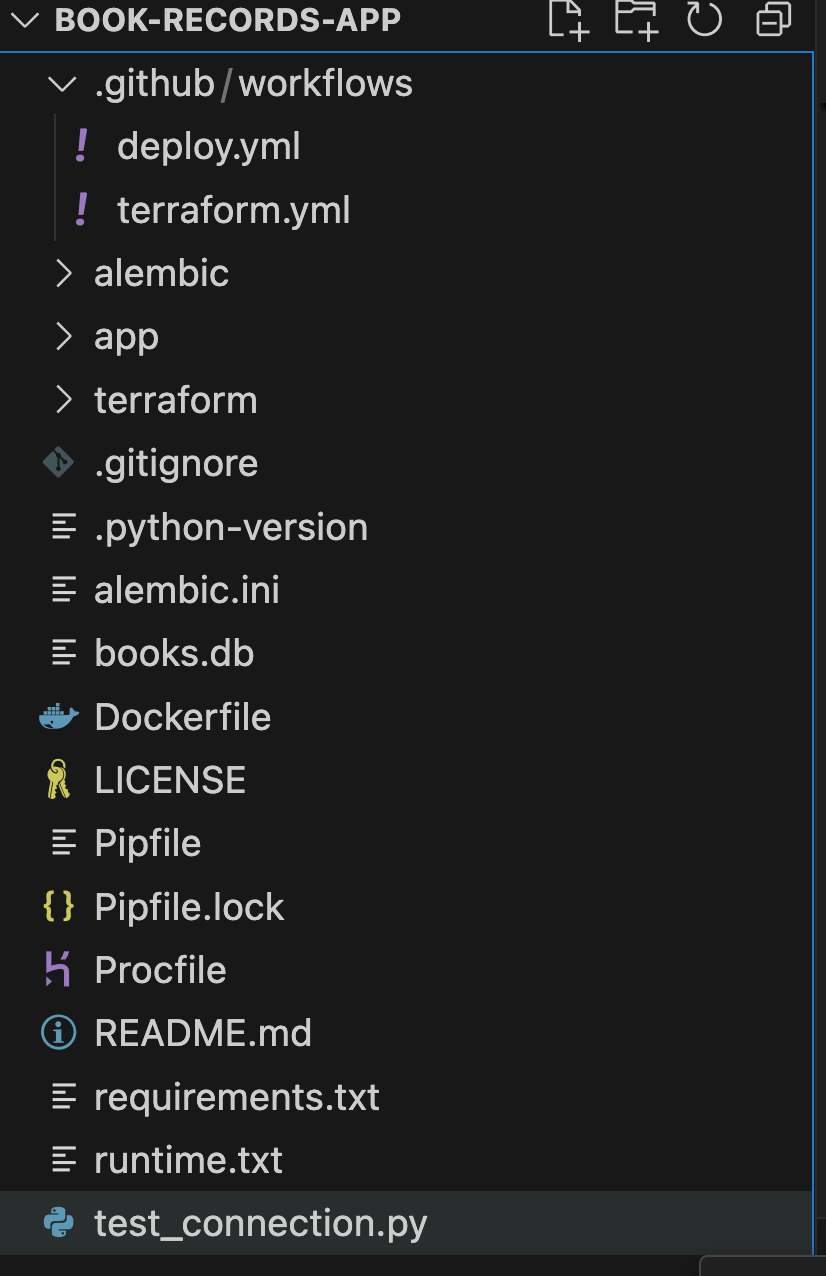 BOOK-RECORDS-APP
.github/workflows
! deploy.yml
! terraform.yml
alembic
app
terraform
.gitignore
.python-version
alembic.ini
books.db
Dockerfile
LICENSE
Pipfile
Pipfile.lock
Procfile
README.md
requirements.txt
runtime.txt
test_connection.py